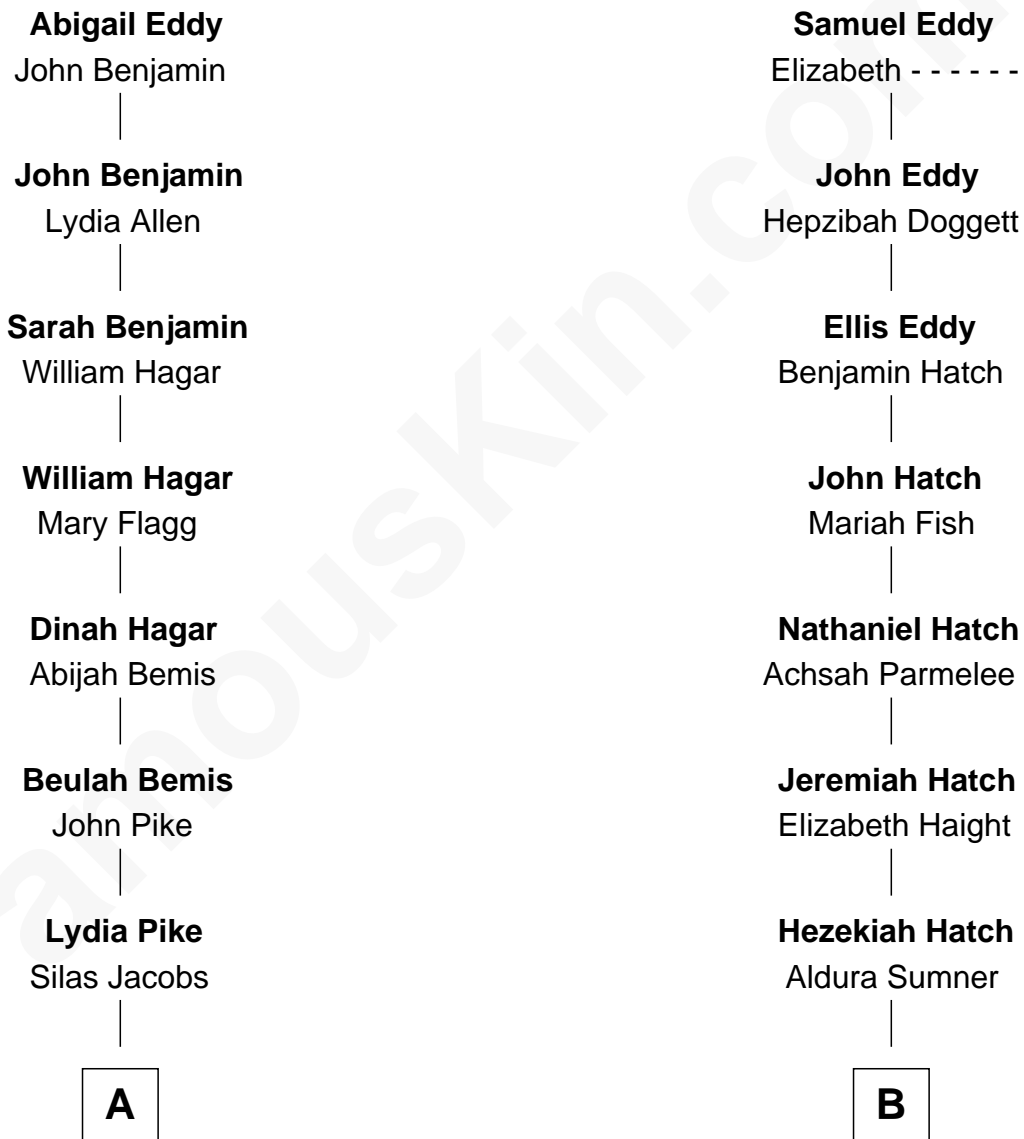 Abigail Eddy
John Benjamin
John Benjamin
Lydia Allen
Sarah Benjamin
William Hagar
William Hagar
Mary Flagg
Dinah Hagar
Abijah Bemis
Beulah Bemis
John Pike
Lydia Pike
Silas Jacobs
A
Samuel Eddy
Elizabeth - - - - - -
John Eddy
Hepzibah Doggett
Ellis Eddy
Benjamin Hatch
John Hatch
Mariah Fish
Nathaniel Hatch
Achsah Parmelee
Jeremiah Hatch
Elizabeth Haight
Hezekiah Hatch
Aldura Sumner
B
amouskin.com